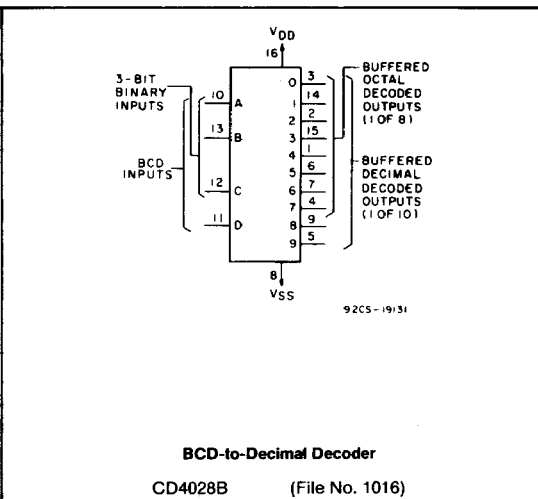 VDD
16
3-BIT
BINARY
INPUTS
BCD
INPUTS
10 A
13 B
12 C
11 D
0 3
1 14
2 2
3 15
4 1
5 6
6 7
7 4
8 9
9 5
BUFFERED
OCTAL
DECODED
OUTPUTS
(1 OF 8)
BUFFERED
DECIMAL
DECODED
OUTPUTS
(1 OF 10)
8
VSS
92CS-19131
BCD-to-Decimal Decoder
CD4028B (File No. 1016)